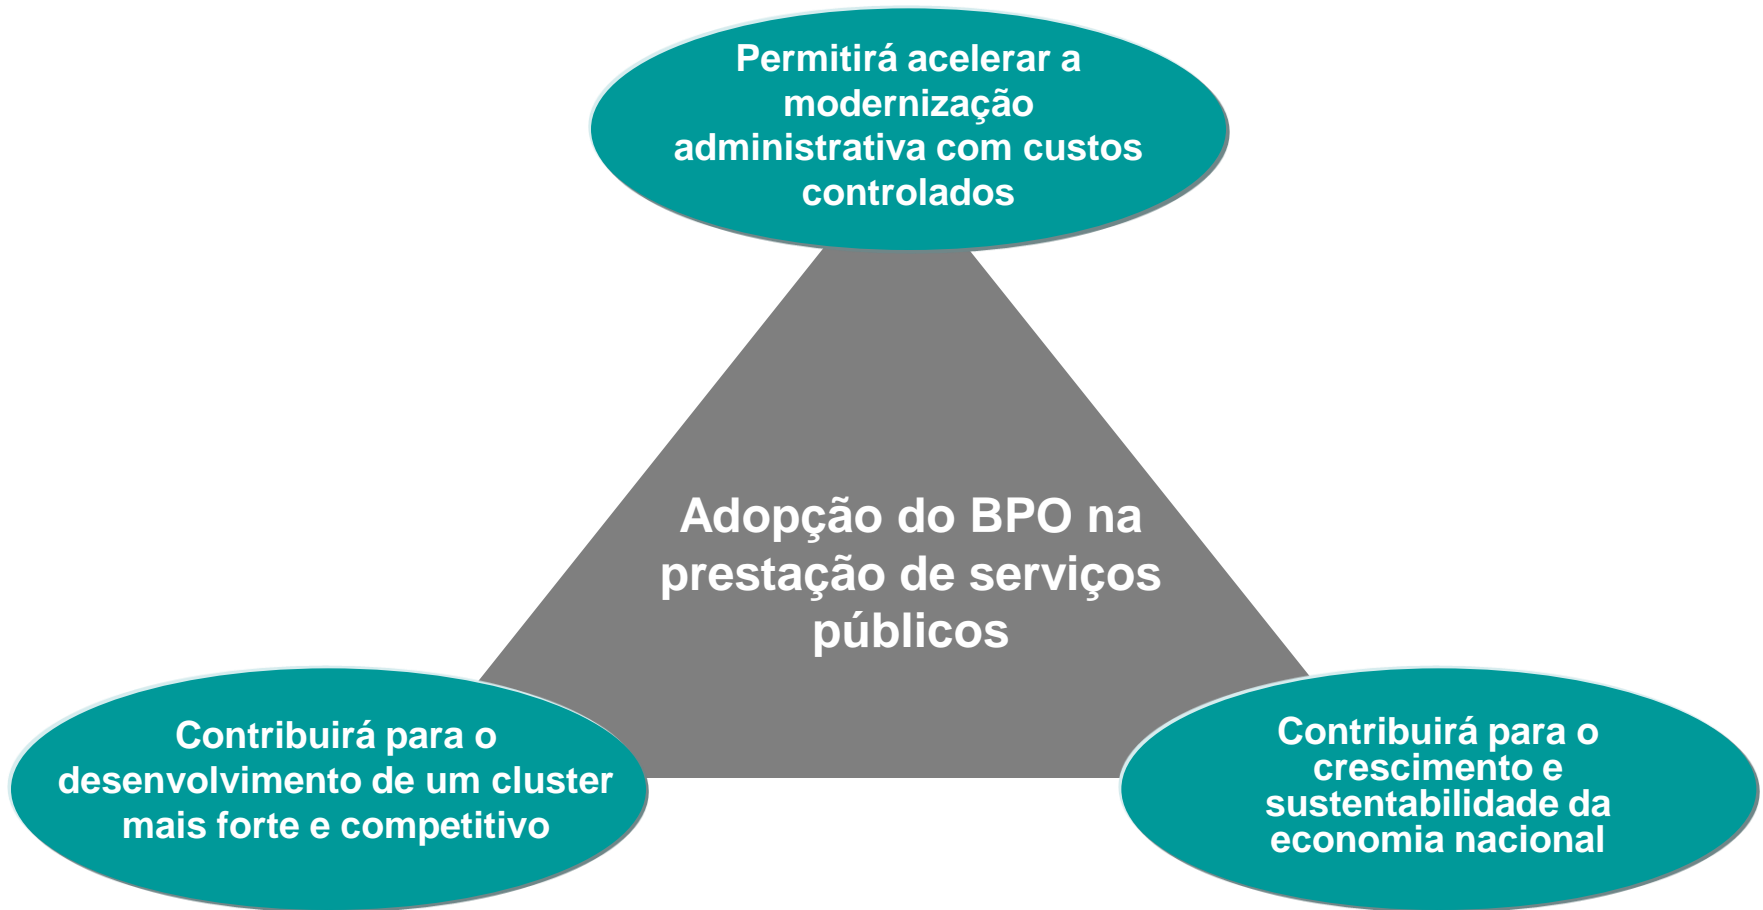 Permitirá acelerar a
modernização
administrativa com custos
controlados
Adopção do BPO na
prestação de serviços
públicos
Contribuirá para o
desenvolvimento de um cluster
mais forte e competitivo
Contribuirá para o
crescimento e
sustentabilidade da
economia nacional